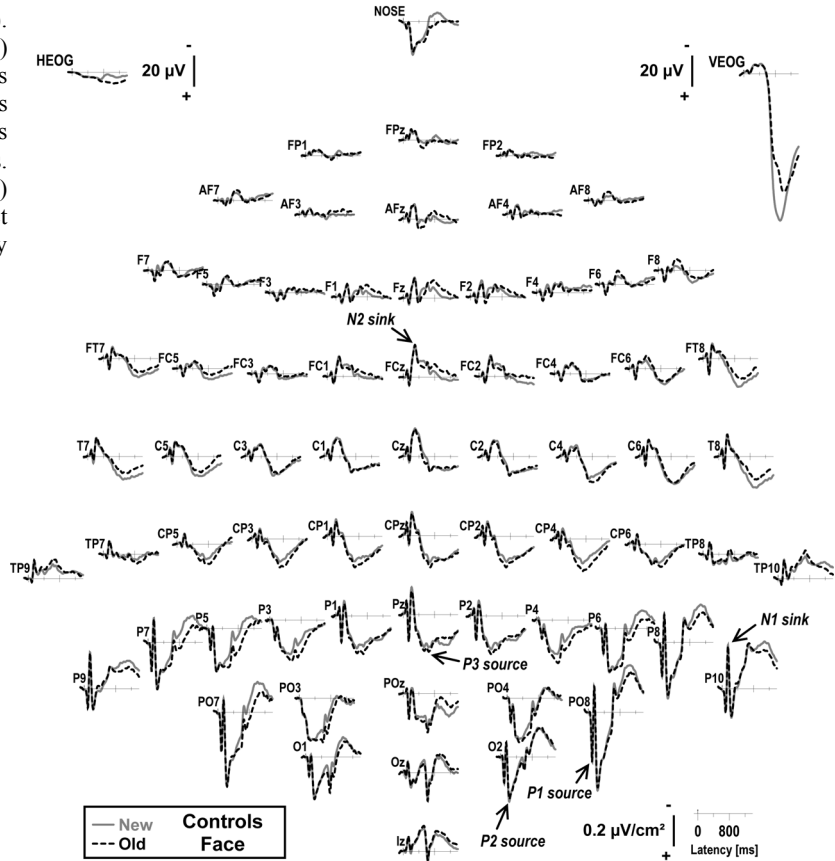 NOSE
HEOG
20 µV
-
+
20 µV
-
+
VEOG
FP1 FPz FP2
AF7 AF3 AFz AF4 AF8
F7 F5 F3 F1 Fz F2 F4 F6 F8
N2 sink
FT7 FC5 FC3 FC1 FCz FC2 FC4 FC6 FT8
T7 C5 C3 C1 Cz C2 C4 C6 T8
TP9 TP7 CP5 CP3 CP1 CPz CP2 CP4 CP6 TP8 TP10
P9 P7 P5 P3 P1 Pz P2 P4 P6 P8 P10
N1 sink
P3 source
PO7 PO3 POz PO4 PO8
O1 Oz O2
P1 source
P2 source
Iz
New
Old
Controls
Face
0.2 µV/cm²
-
+
0 800
Latency [ms]